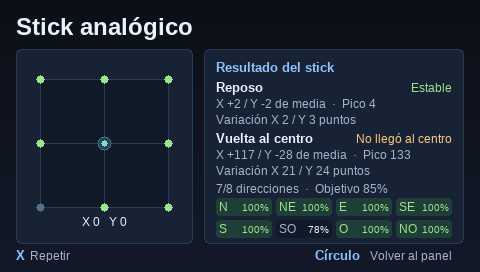 Stick analógico
X 0 Y 0
Resultado del stick
Reposo Estable
X +2 / Y -2 de media · Pico 4
Variación X 2 / Y 3 puntos
Vuelta al centro No llegó al centro
X +117 / Y -28 de media · Pico 133
Variación X 21 / Y 24 puntos
7/8 direcciones · Objetivo 85%
N 100% NE 100% E 100% SE 100%
S 100% SO 78% O 100% NO 100%
X Repetir Círculo Volver al panel